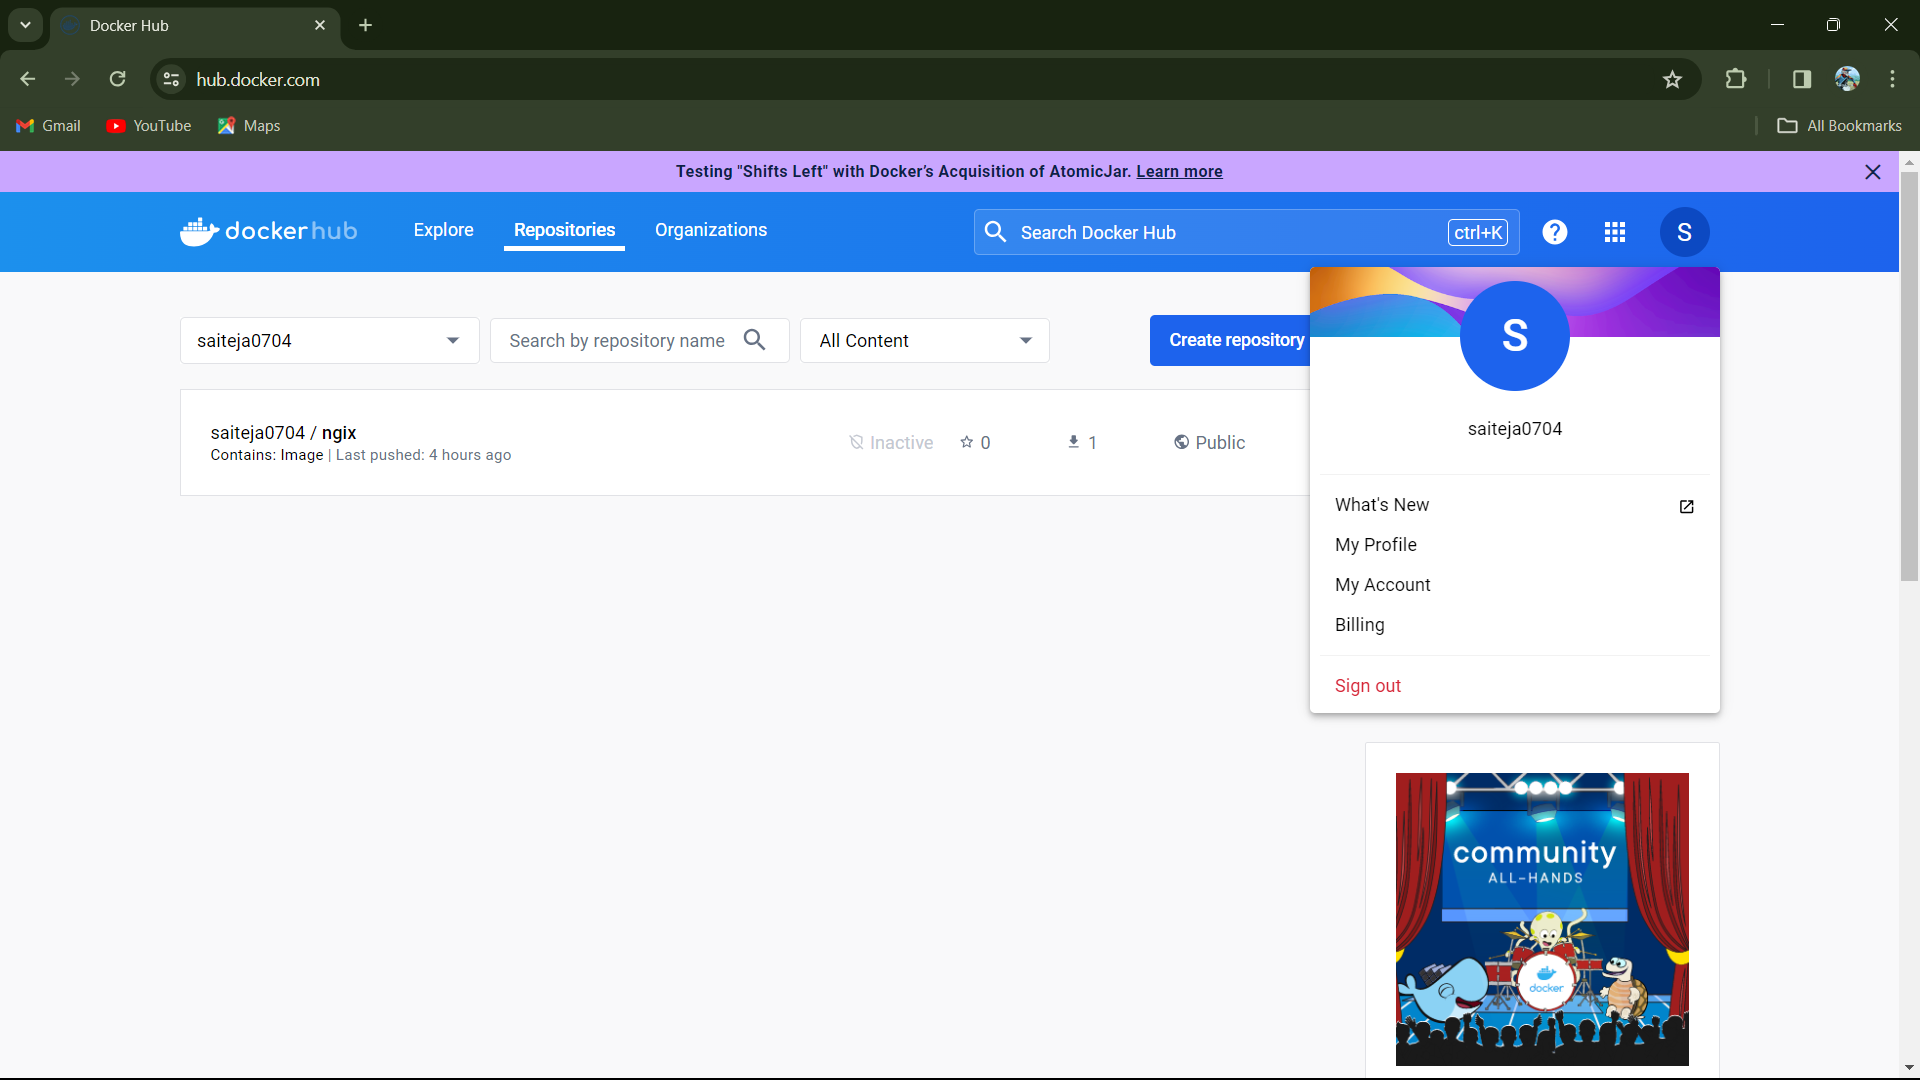 Docker Hub
hub.docker.com
Gmail
YouTube
Maps
All Bookmarks
Testing "Shifts Left" with Docker’s Acquisition of AtomicJar. Learn more
dockerhub
Explore
Repositories
Organizations
Search Docker Hub
ctrl+K
?
S
saiteja0704
Search by repository name
All Content
Create repository
S
saiteja0704 / ngix
Contains: Image | Last pushed: 4 hours ago
Inactive
0
1
Public
saiteja0704
What's New
My Profile
My Account
Billing
Sign out
community
ALL-HANDS
docker